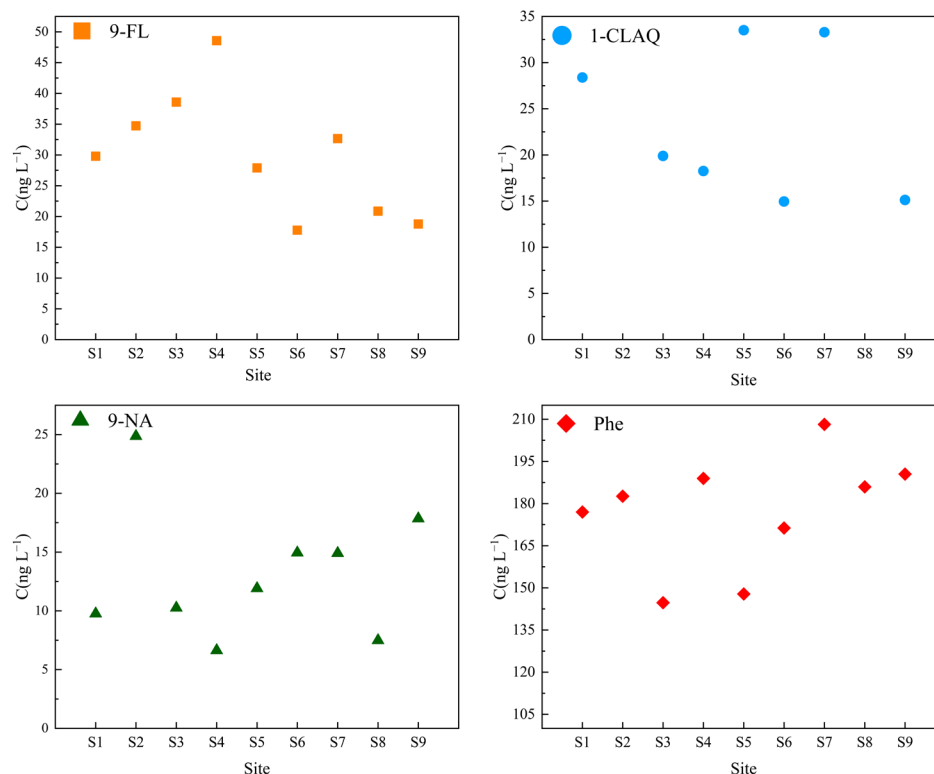 9-FL
50
45
40
35
30
25
20
15
10
5
0
C(ng L⁻¹)
S1 S2 S3 S4 S5 S6 S7 S8 S9
Site
1-CLAQ
35
30
25
20
15
10
5
0
C(ng L⁻¹)
S1 S2 S3 S4 S5 S6 S7 S8 S9
Site
9-NA
25
20
15
10
5
0
C(ng L⁻¹)
S1 S2 S3 S4 S5 S6 S7 S8 S9
Site
Phe
210
195
180
165
150
135
120
105
C(ng L⁻¹)
S1 S2 S3 S4 S5 S6 S7 S8 S9
Site